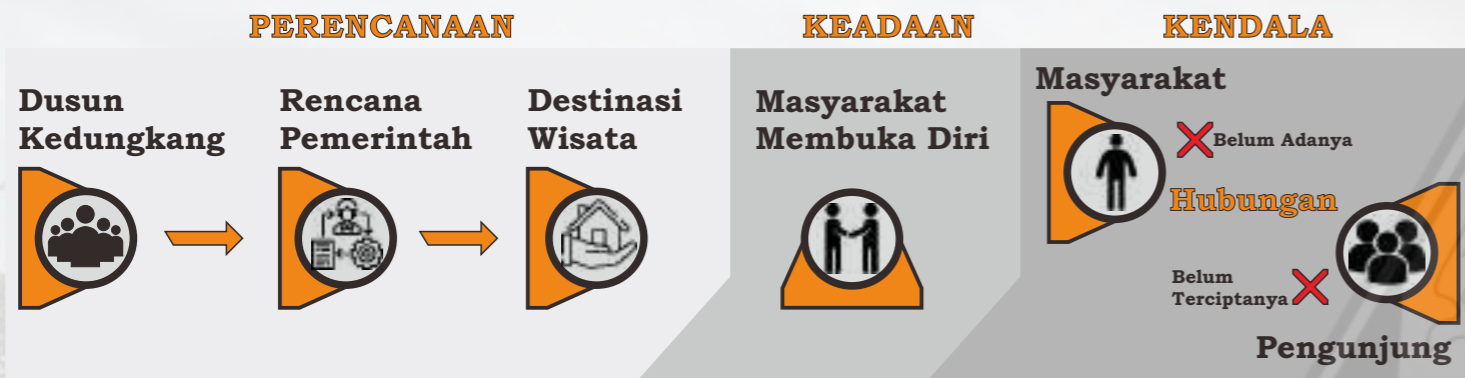 PERENCANAAN
KEADAAN
KENDALA
Dusun
Kedungkang
Rencana
Pemerintah
Destinasi
Wisata
Masyarakat
Membuka Diri
Masyarakat
Belum Adanya
Hubungan
Belum
Terciptanya
Pengunjung